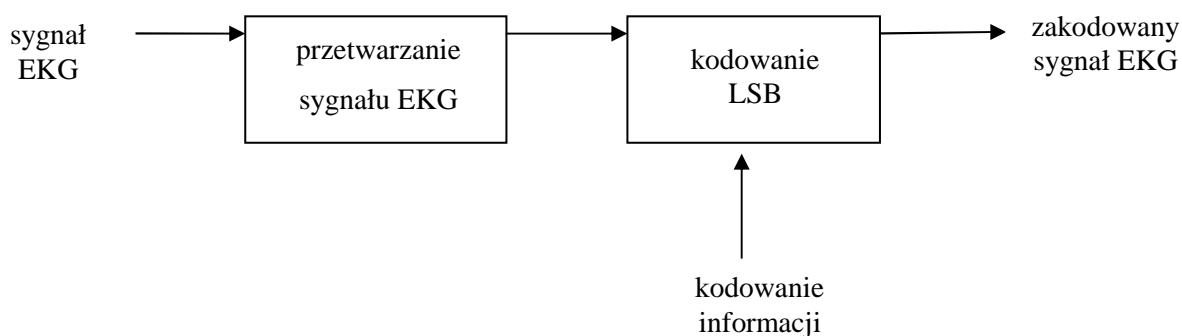 sygnał
EKG
przetwarzanie
sygnału EKG
kodowanie
LSB
zakodowany
sygnał EKG
kodowanie
informacji